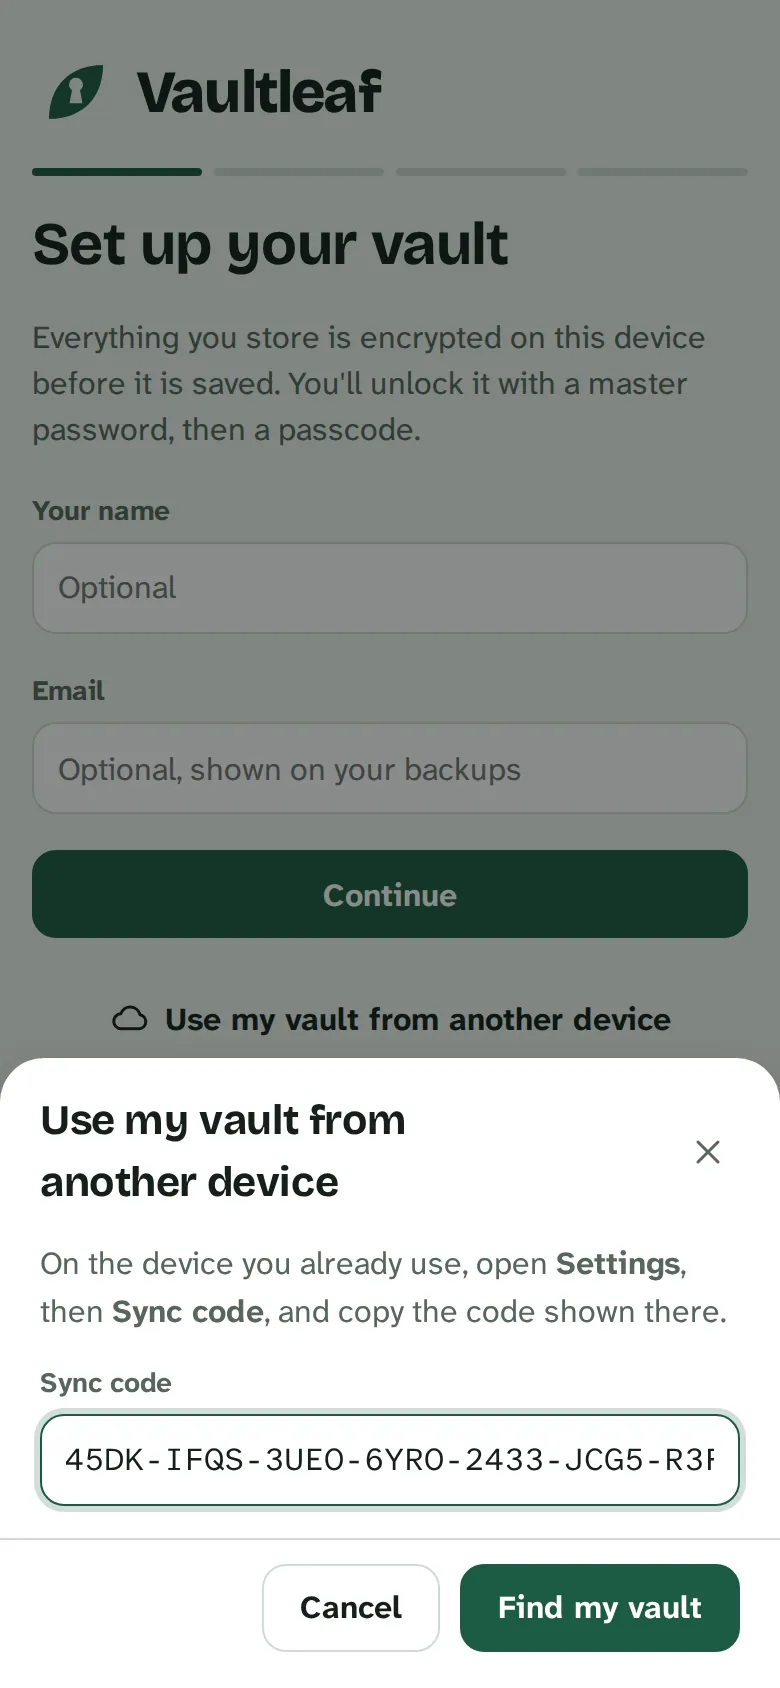 Vaultleaf
Set up your vault
Everything you store is encrypted on this device
before it is saved. You'll unlock it with a master
password, then a passcode.
Your name
Optional
Email
Optional, shown on your backups
Continue
Use my vault from another device
Use my vault from
another device
On the device you already use, open Settings,
then Sync code, and copy the code shown there.
Sync code
45DK-IFQS-3UEO-6YRO-2433-JCG5-R3
Cancel
Find my vault